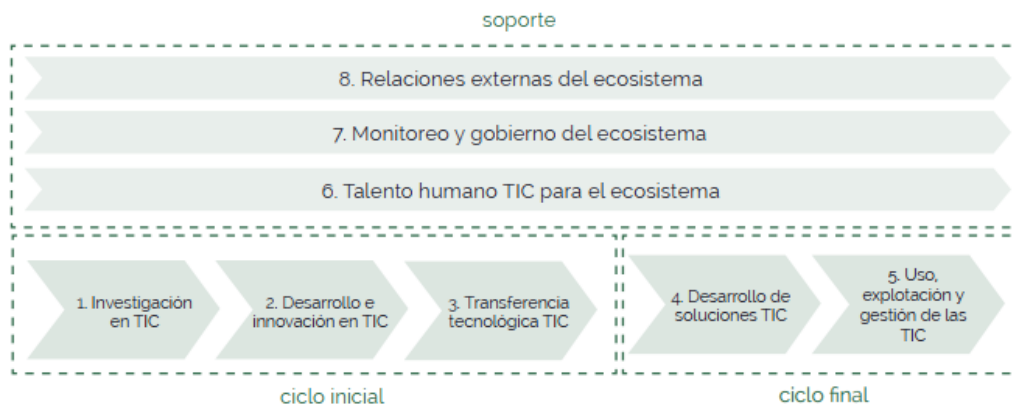 soporte
8. Relaciones externas del ecosistema
7. Monitoreo y gobierno del ecosistema
6. Talento humano TIC para el ecosistema
1. Investigación
en TIC
2. Desarrollo e
innovación en TIC
3. Transferencia
tecnológica TIC
4. Desarrollo de
soluciones TIC
5. Uso,
explotación y
gestión de las
TIC
ciclo inicial
ciclo final